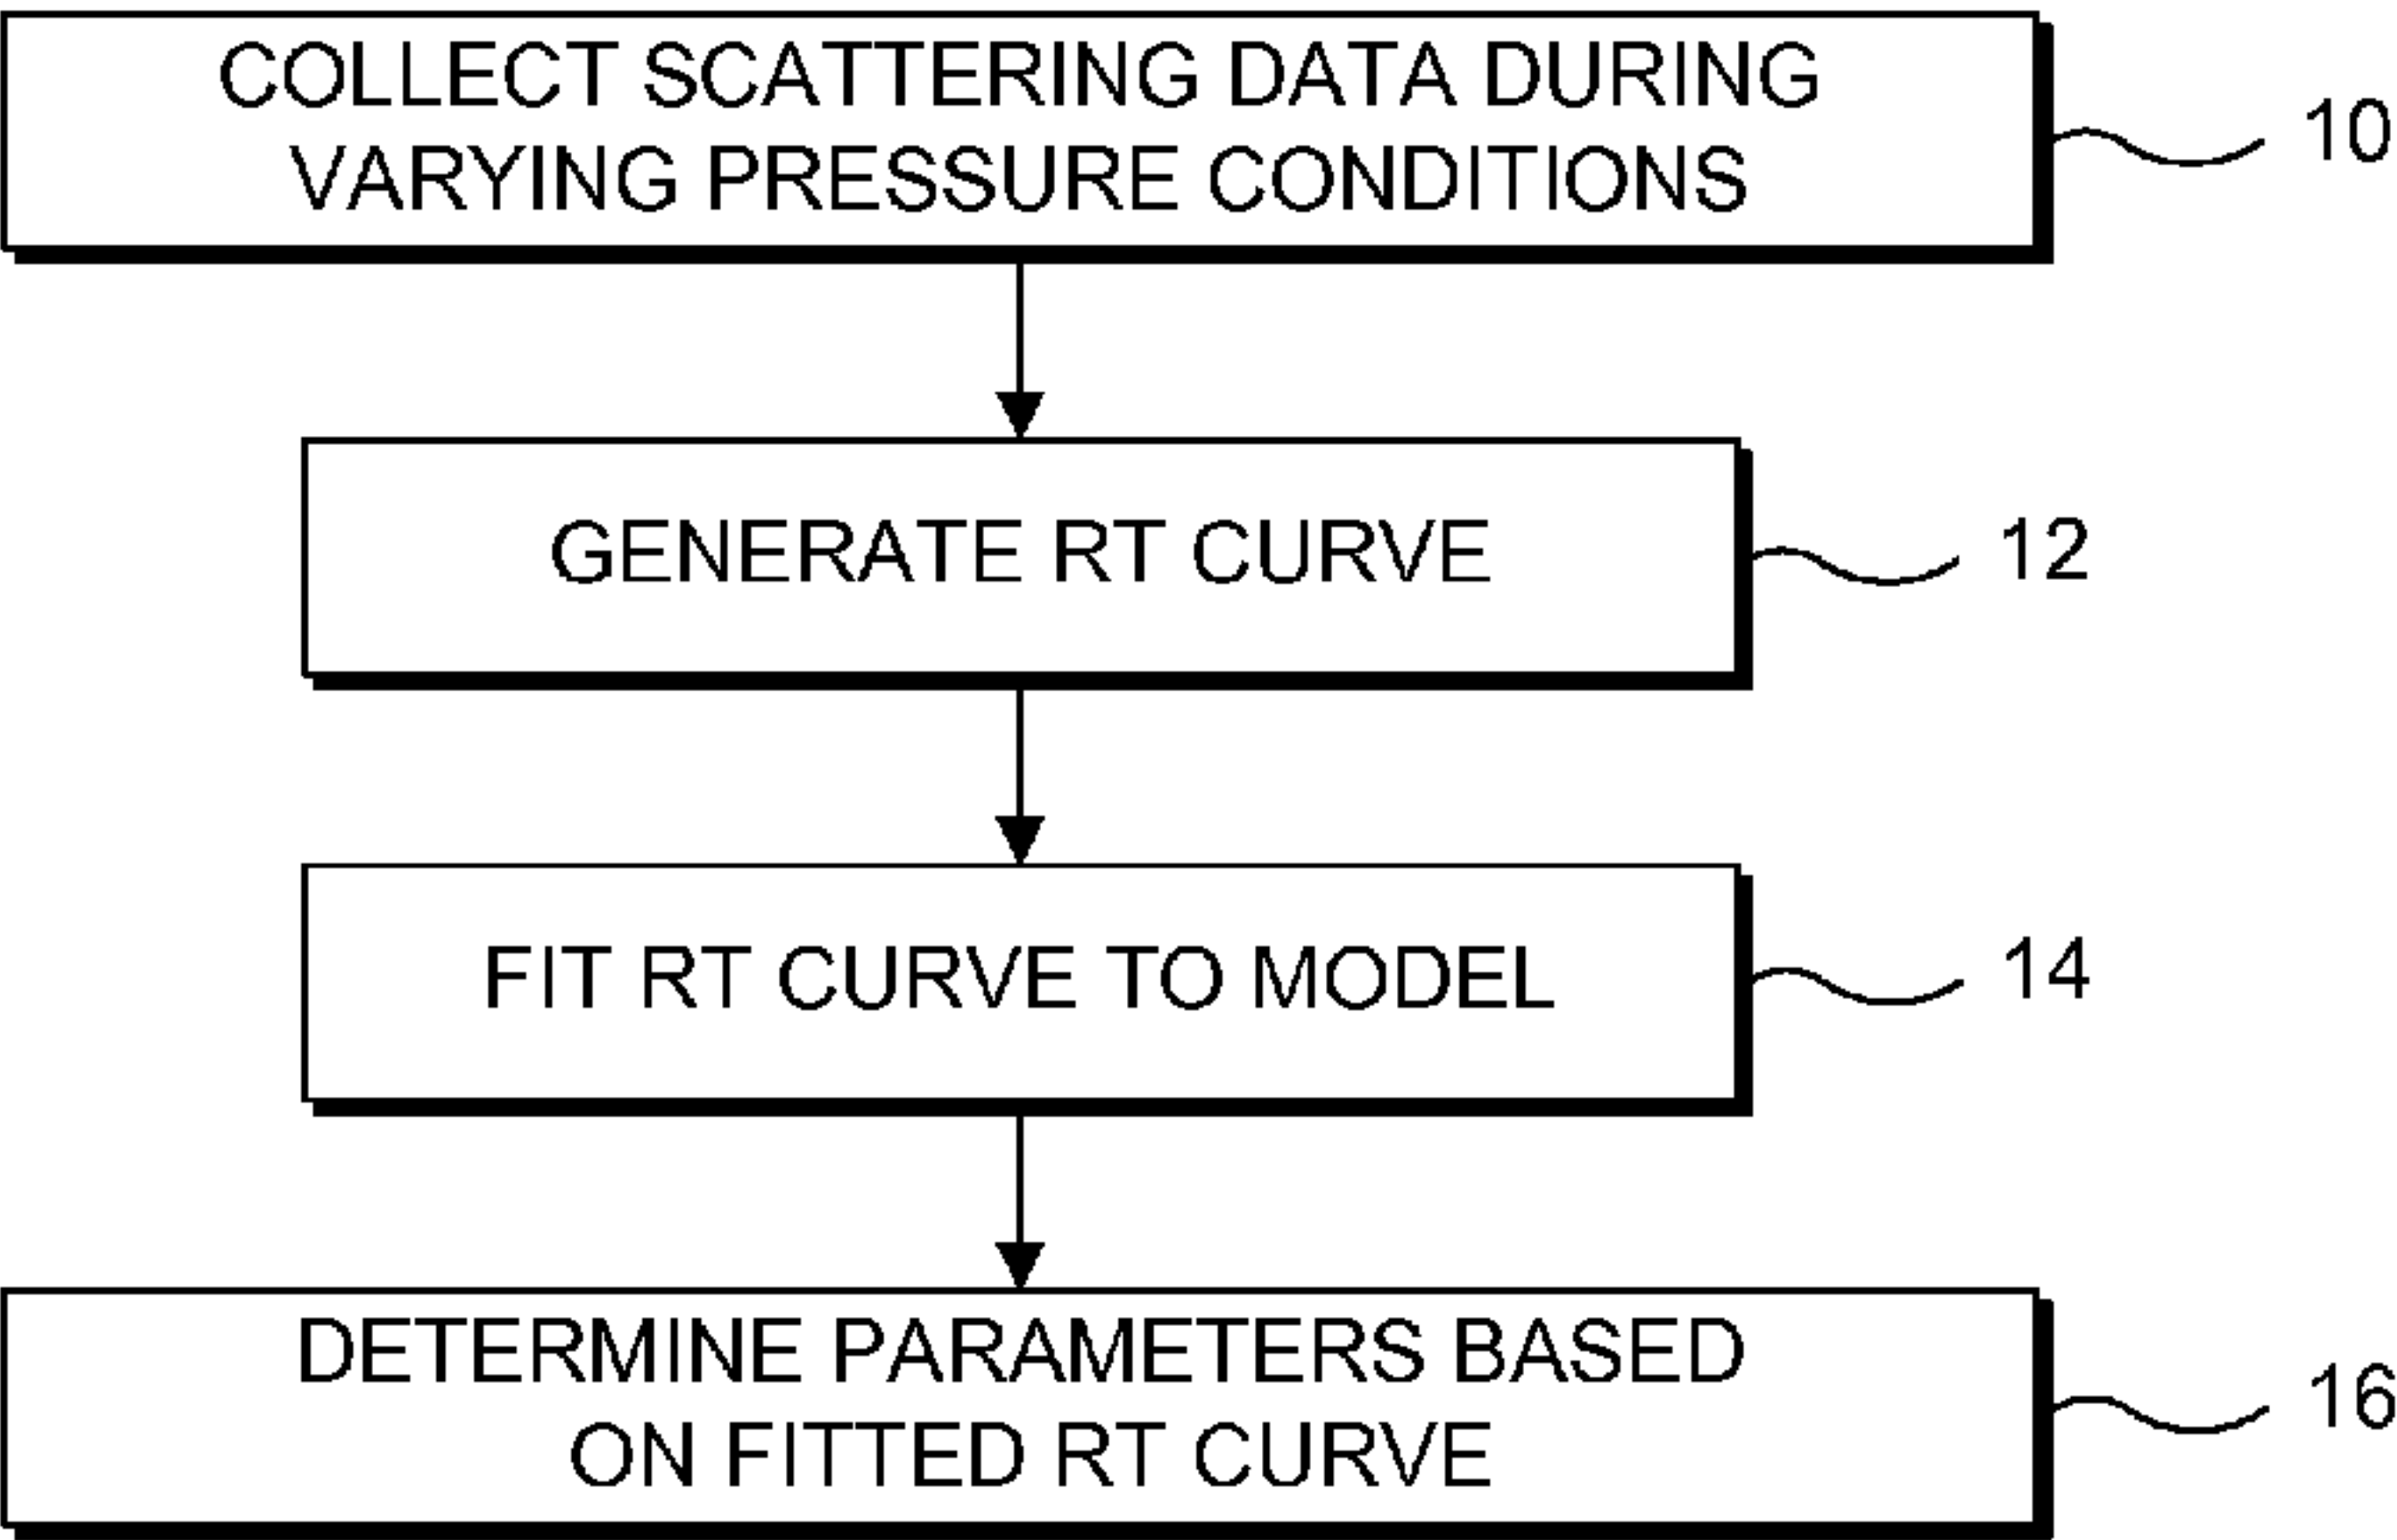 COLLECT SCATTERING DATA DURING
VARYING PRESSURE CONDITIONS
10
GENERATE RT CURVE
12
FIT RT CURVE TO MODEL
14
DETERMINE PARAMETERS BASED
ON FITTED RT CURVE
16